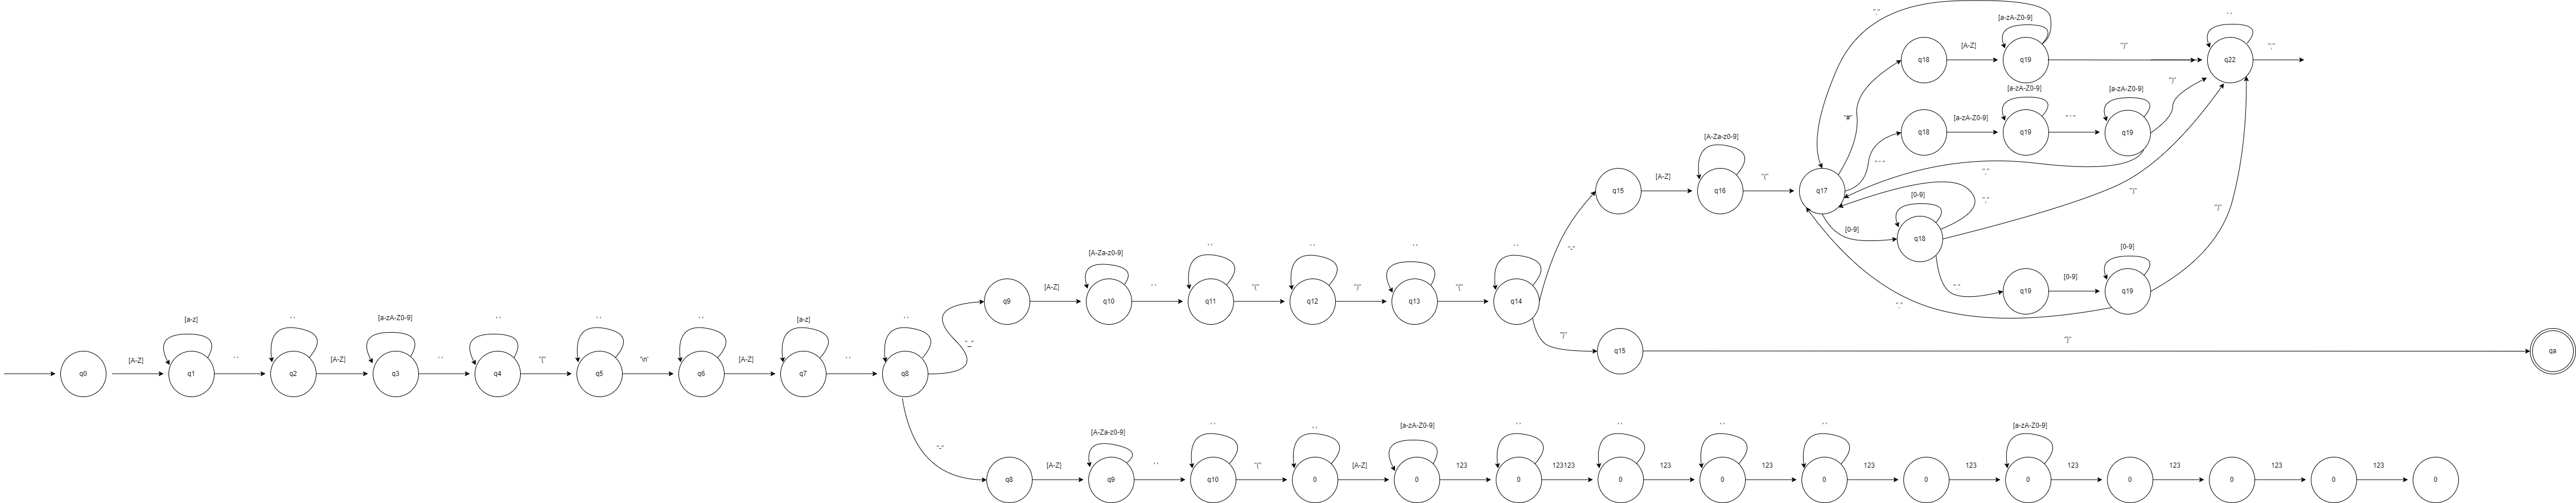 "."
[a-zA-Z0-9]
' '
q18
[A-Z]
q19
")"
q22
";"
"#"
[a-zA-Z0-9]
[a-zA-Z0-9]
")"
q18
[a-zA-Z0-9]
q19
" ' "
q19
" ' "
[A-Za-z0-9]
q15
[A-Z]
q16
"("
q17
")"
[0-9]
[0-9]
q18
")"
[0-9]
q19
[0-9]
q19
"-"
[A-Za-z0-9]
' '
' '
' '
' '
q9
[A-Z]
q10
' '
q11
"("
q12
")"
q13
"{"
q14
"_"
"}"
q15
"}"
qa
[a-z]
' '
[a-zA-Z0-9]
' '
' '
' '
[a-z]
' '
q0
[A-Z]
q1
' '
q2
[A-Z]
q3
' '
q4
"{"
q5
'\n'
q6
[A-Z]
q7
' '
q8
"-"
[A-Za-z0-9]
' '
' '
[a-zA-Z0-9]
' '
' '
' '
' '
[a-zA-Z0-9]
q8
[A-Z]
q9
' '
q10
"("
0
[A-Z]
0
123
0
123123
0
123
0
123
0
123
0
123
0
123
0
123
0
123
0
123
0